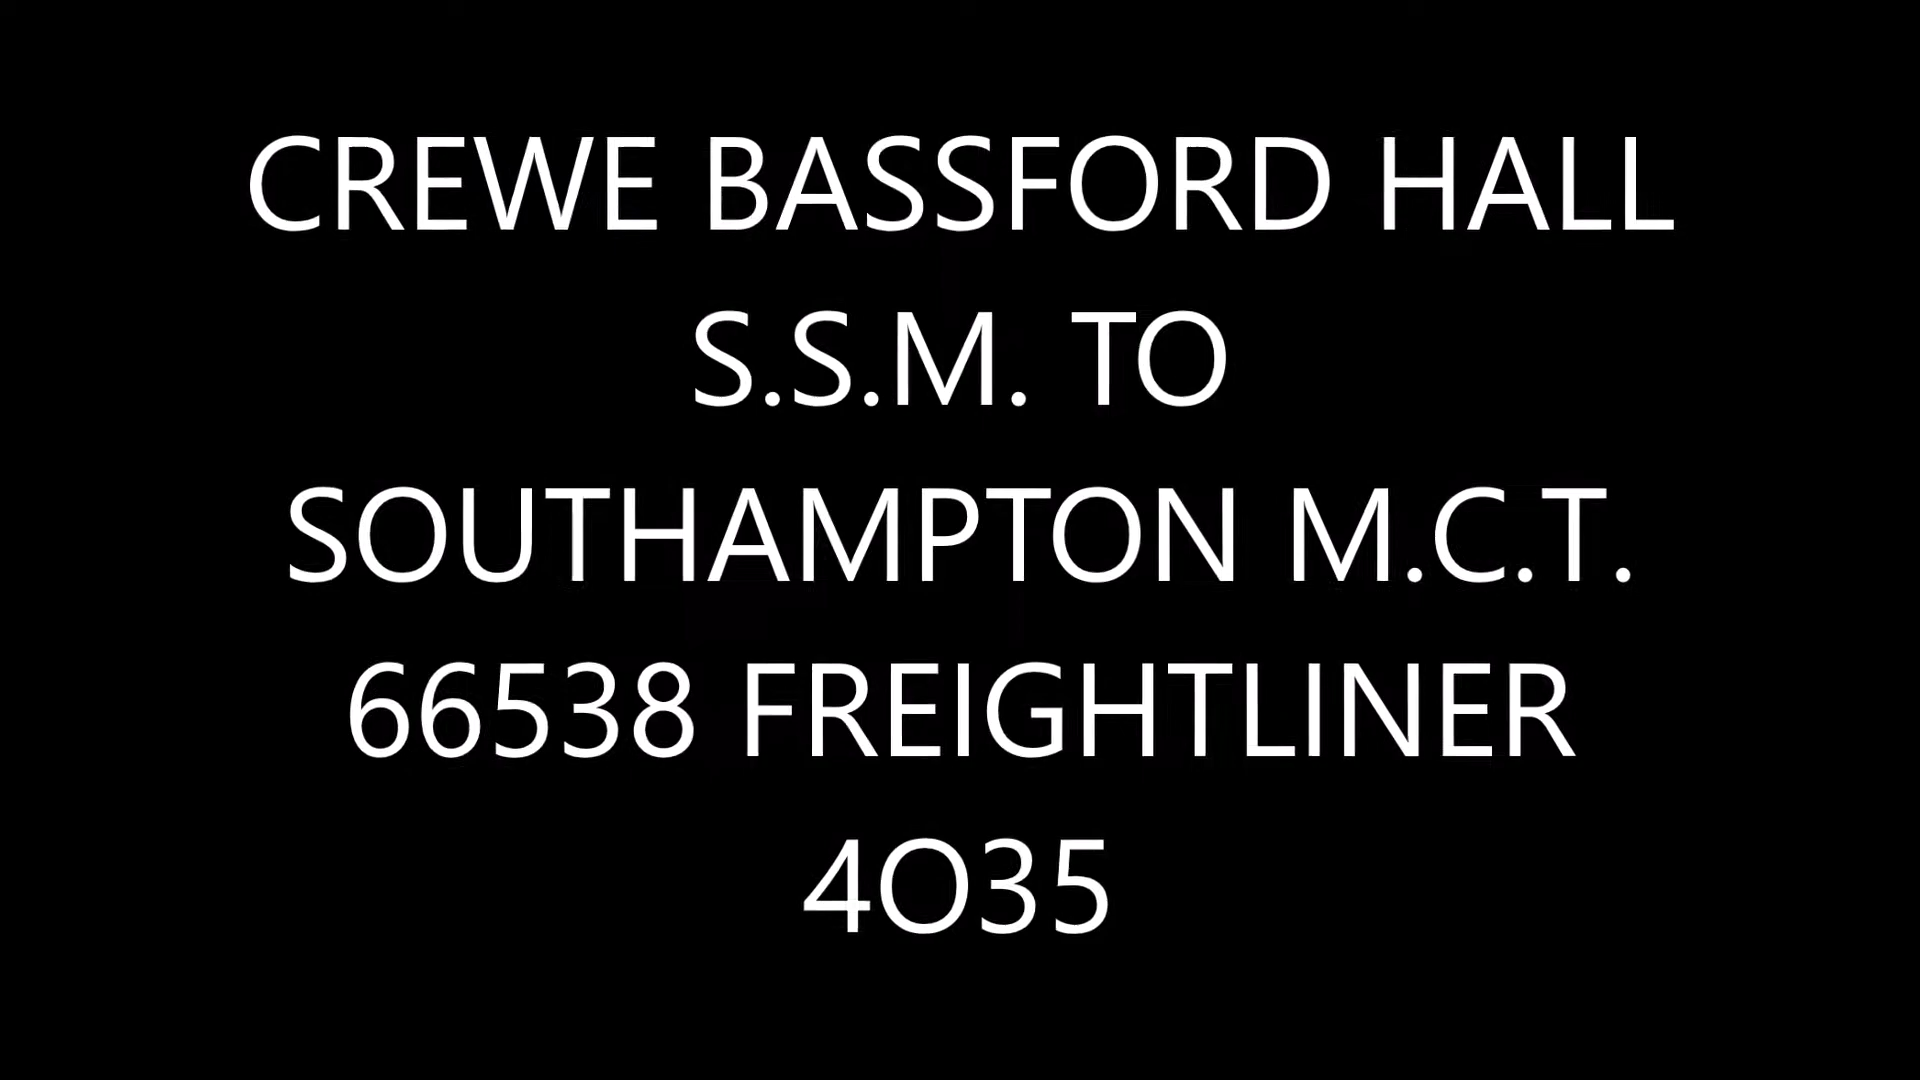 CREWE BASSFORD HALL
S.S.M. TO
SOUTHAMPTON M.C.T.
66538 FREIGHTLINER
4O35